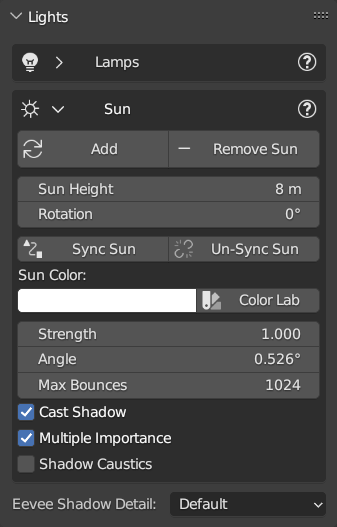 Lights
Lamps
Sun
Add
Remove Sun
Sun Height 8 m
Rotation 0°
Sync Sun
Un-Sync Sun
Sun Color:
Color Lab
Strength 1.000
Angle 0.526°
Max Bounces 1024
Cast Shadow
Multiple Importance
Shadow Caustics
Eevee Shadow Detail: Default